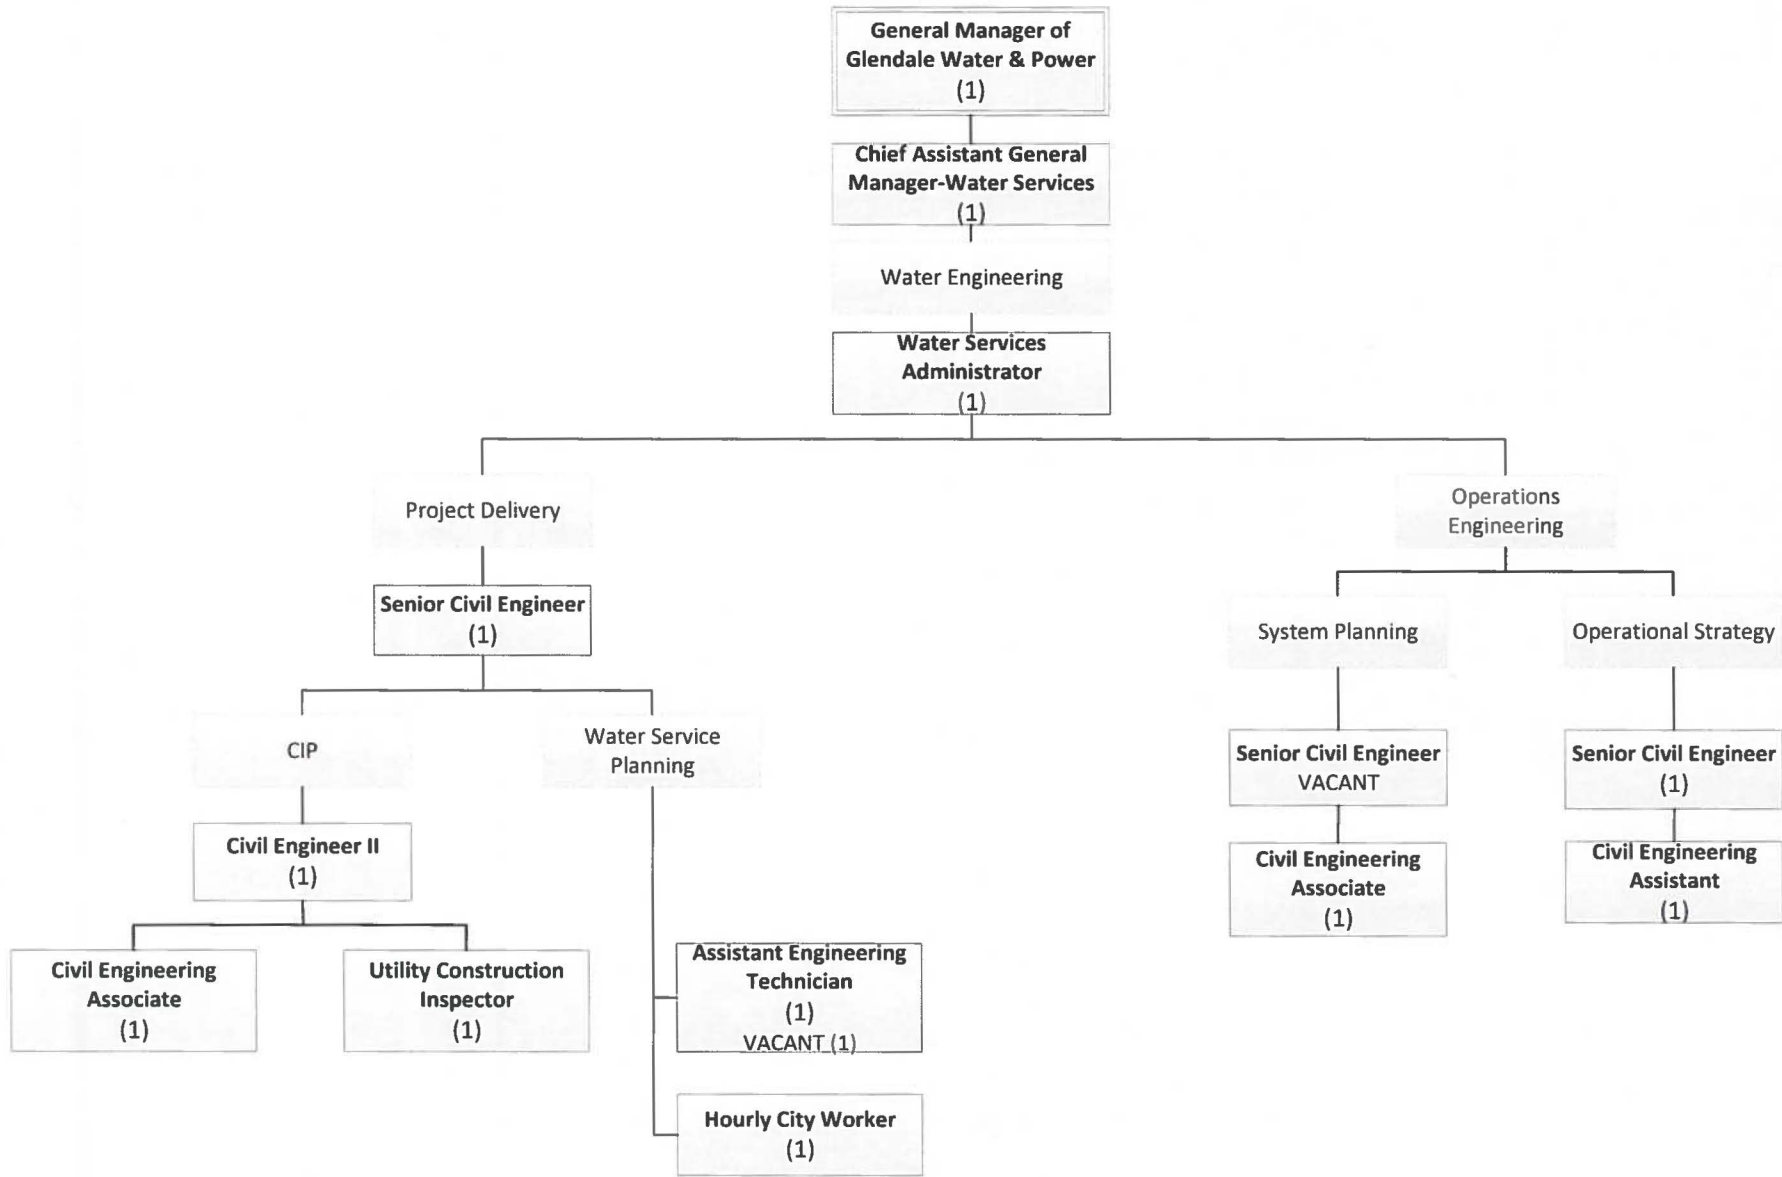 General Manager of
Glendale Water & Power
(1)
Chief Assistant General
Manager-Water Services
(1)
Water Engineering
Water Services
Administrator
(1)
Project Delivery
Senior Civil Engineer
(1)
CIP
Civil Engineer II
(1)
Civil Engineering
Associate
(1)
Utility Construction
Inspector
(1)
Water Service
Planning
Assistant Engineering
Technician
(1)
VACANT (1)
Hourly City Worker
(1)
Operations
Engineering
System Planning
Senior Civil Engineer
VACANT
Civil Engineering
Associate
(1)
Operational Strategy
Senior Civil Engineer
(1)
Civil Engineering
Assistant
(1)